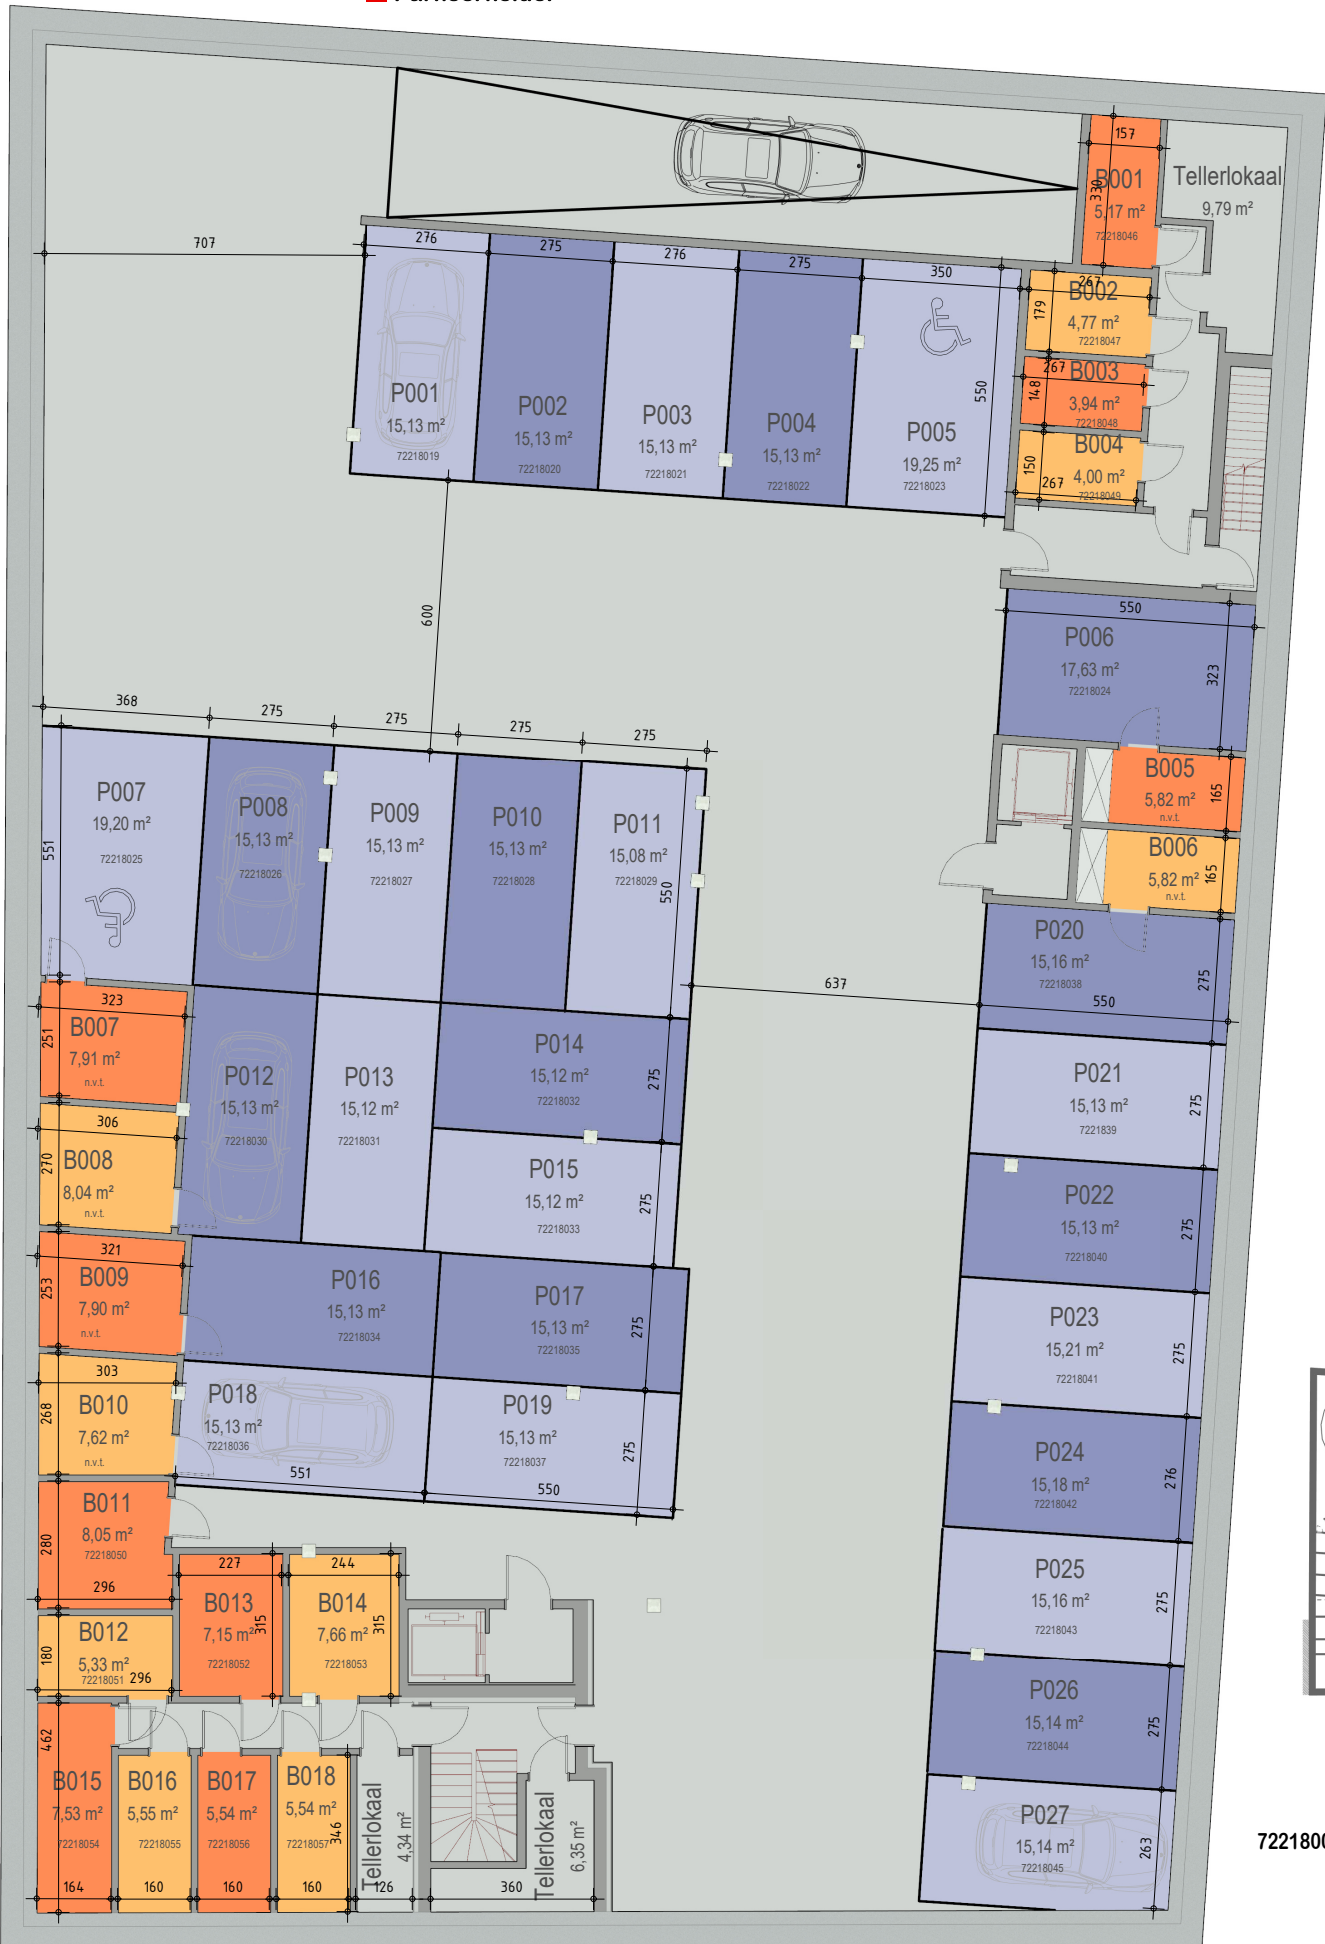 157
B001
330
5,17 m²
72218046
Tellerlokaal
9,79 m²
707
276
275
276
275
350
267
B002
179
4,77 m²
72218047
267
B003
148
3,94 m²
72218048
B004
150
4,00 m²
267
72218049
P001
15,13 m²
72218019
P002
15,13 m²
72218020
P003
15,13 m²
72218021
P004
15,13 m²
72218022
P005
19,25 m²
72218023
550
600
550
P006
17,63 m²
72218024
323
368
275
275
275
275
P007
19,20 m²
72218025
551
P008
15,13 m²
72218026
P009
15,13 m²
72218027
P010
15,13 m²
72218028
P011
15,08 m²
72218029
550
B005
5,82 m²
n.v.t.
165
B006
5,82 m²
n.v.t.
165
P020
15,16 m²
72218038
275
550
637
323
B007
251
7,91 m²
n.v.t.
P012
15,13 m²
72218030
P013
15,12 m²
72218031
P014
15,12 m²
72218032
275
P021
15,13 m²
7221839
275
306
B008
270
8,04 m²
n.v.t.
P015
15,12 m²
72218033
275
P022
15,13 m²
72218040
275
321
B009
253
7,90 m²
n.v.t.
P016
15,13 m²
72218034
P017
15,13 m²
72218035
275
P023
15,21 m²
72218041
275
303
B010
268
7,62 m²
n.v.t.
P018
15,13 m²
72218036
551
P019
15,13 m²
72218037
275
550
P024
15,18 m²
72218042
276
B011
8,05 m²
72218050
280
296
227
B013
7,15 m²
315
72218052
244
B014
7,66 m²
315
72218053
P025
15,16 m²
72218043
275
B012
180
5,33 m²
72218051
296
P026
15,14 m²
72218044
275
462
B015
7,53 m²
72218054
164
B016
5,55 m²
72218055
160
B017
5,54 m²
72218056
160
B018
5,54 m²
72218057
346
160
Tellerlokaal
4,34 m²
126
360
Tellerlokaal
6,35 m²
P027
15,14 m²
72218045
263